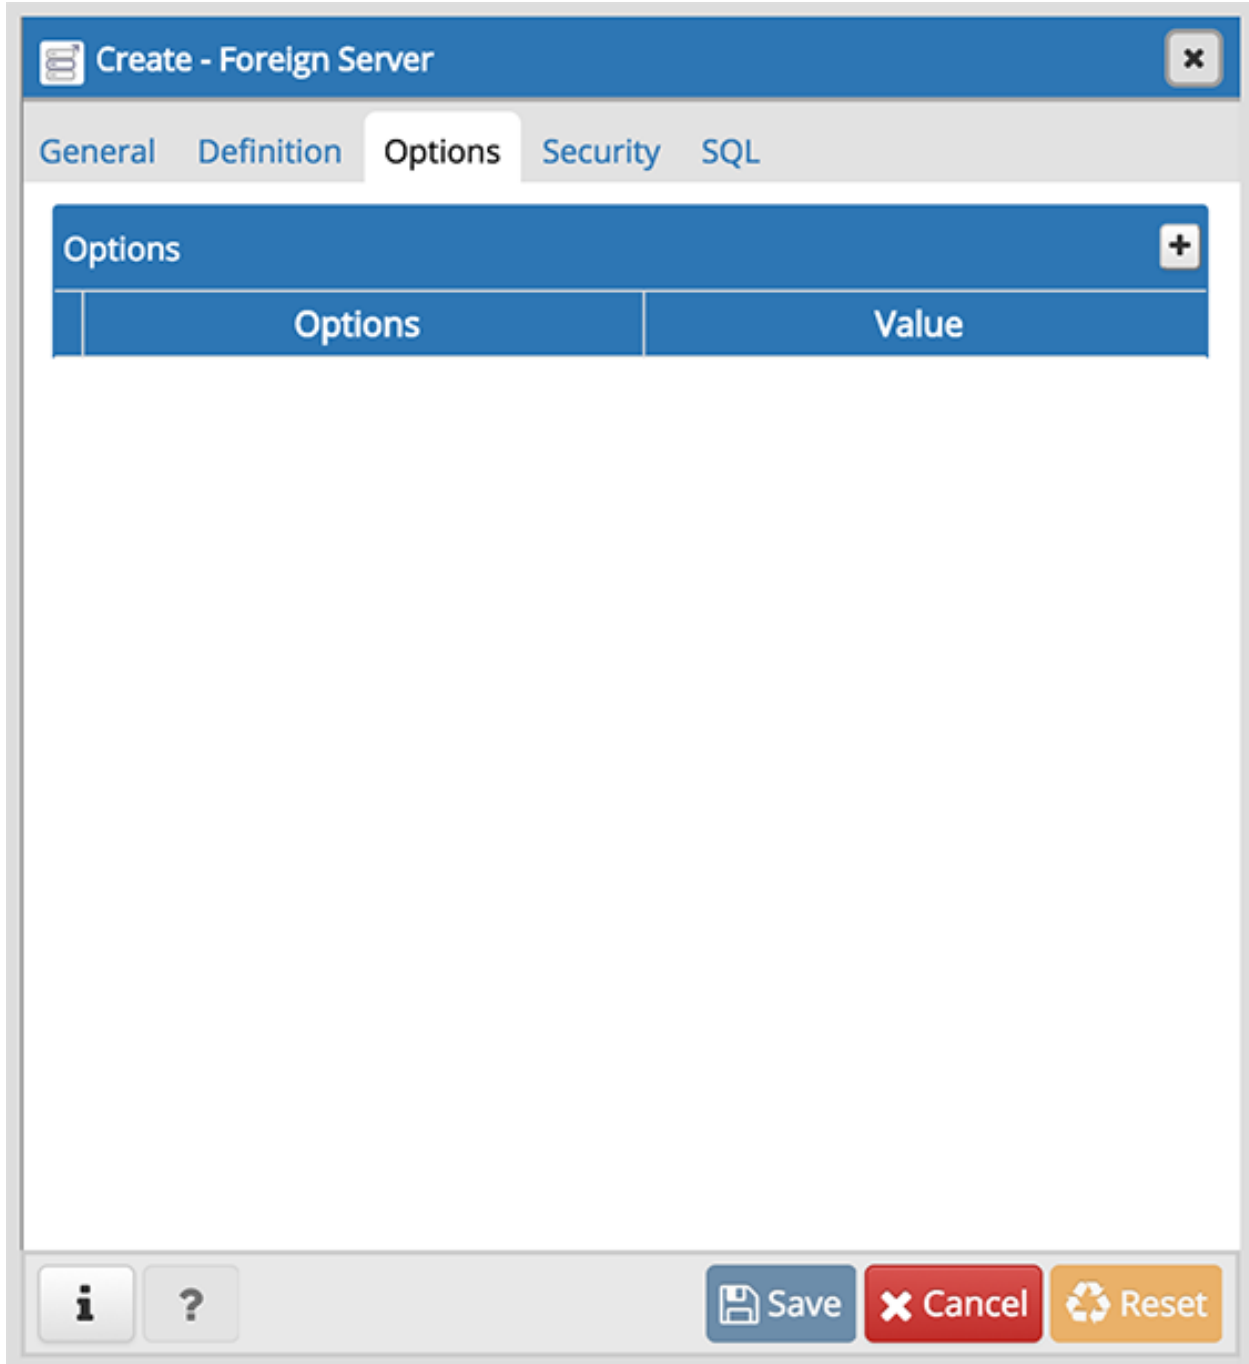 Create - Foreign Server
General Definition Options Security SQL
Options
Options Value
i ? Save Cancel Reset